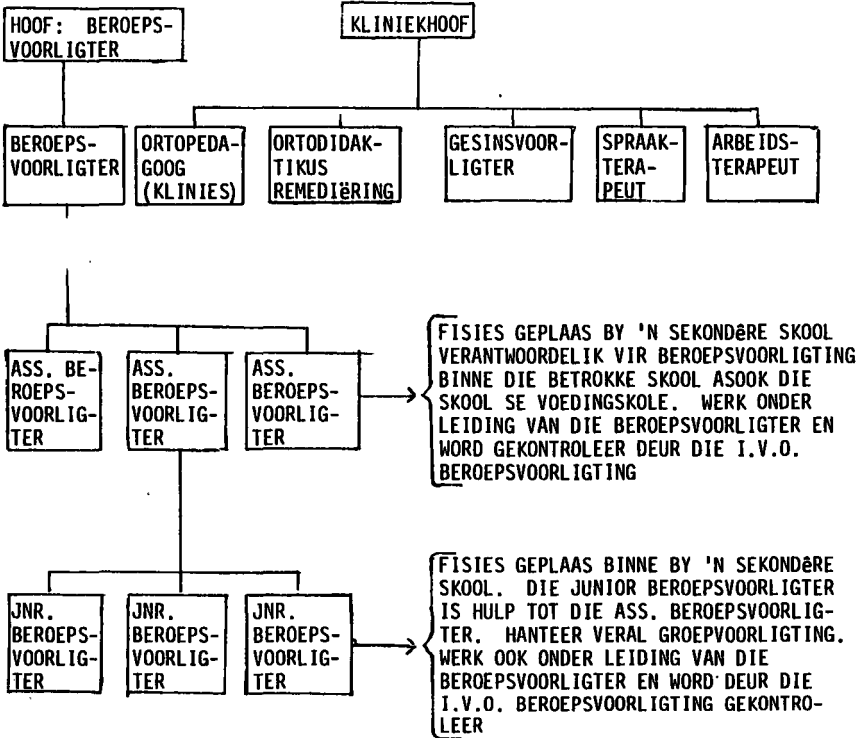 HOOF: BEROEPS-
VOORLIGTER
KLINIEKHOOF
BEROEPS-
VOORLIGTER
ORTOPEDA-
GOOG
(KLINIES)
ORTODIDAK-
TIKUS
REMEDIëRING
GESINSVOOR-
LIGTER
SPRAAK-
TERA-
PEUT
ARBEIDS-
TERAPEUT
ASS. BE-
ROEPS-
VOORLIG-
TER
ASS.
BEROEPS-
VOORLIG-
TER
ASS.
BEROEPS-
VOORLIG-
TER
FISIES GEPLAAS BY 'N SEKONDêRE SKOOL
VERANTWOORDELIK VIR BEROEPSVOORLIGTING
BINNE DIE BETROKKE SKOOL ASOOK DIE
SKOOL SE VOEDINGSKOLE. WERK ONDER
LEIDING VAN DIE BEROEPSVOORLIGTER EN
WORD GEKONTROLEER DEUR DIE I.V.O.
BEROEPSVOORLIGTING
JNR.
BEROEPS-
VOORLIG-
TER
JNR.
BEROEPS-
VOORLIG-
TER
JNR.
BEROEPS-
VOORLIG-
TER
FISIES GEPLAAS BINNE BY 'N SEKONDêRE
SKOOL. DIE JUNIOR BEROEPSVOORLIGTER
IS HULP TOT DIE ASS. BEROEPSVOORLIG-
TER. HANTEER VERAL GROEPVOORLIGTING.
WERK OOK ONDER LEIDING VAN DIE
BEROEPSVOORLIGTER EN WORD DEUR DIE
I.V.O. BEROEPSVOORLIGTING GEKONTRO-
LEER